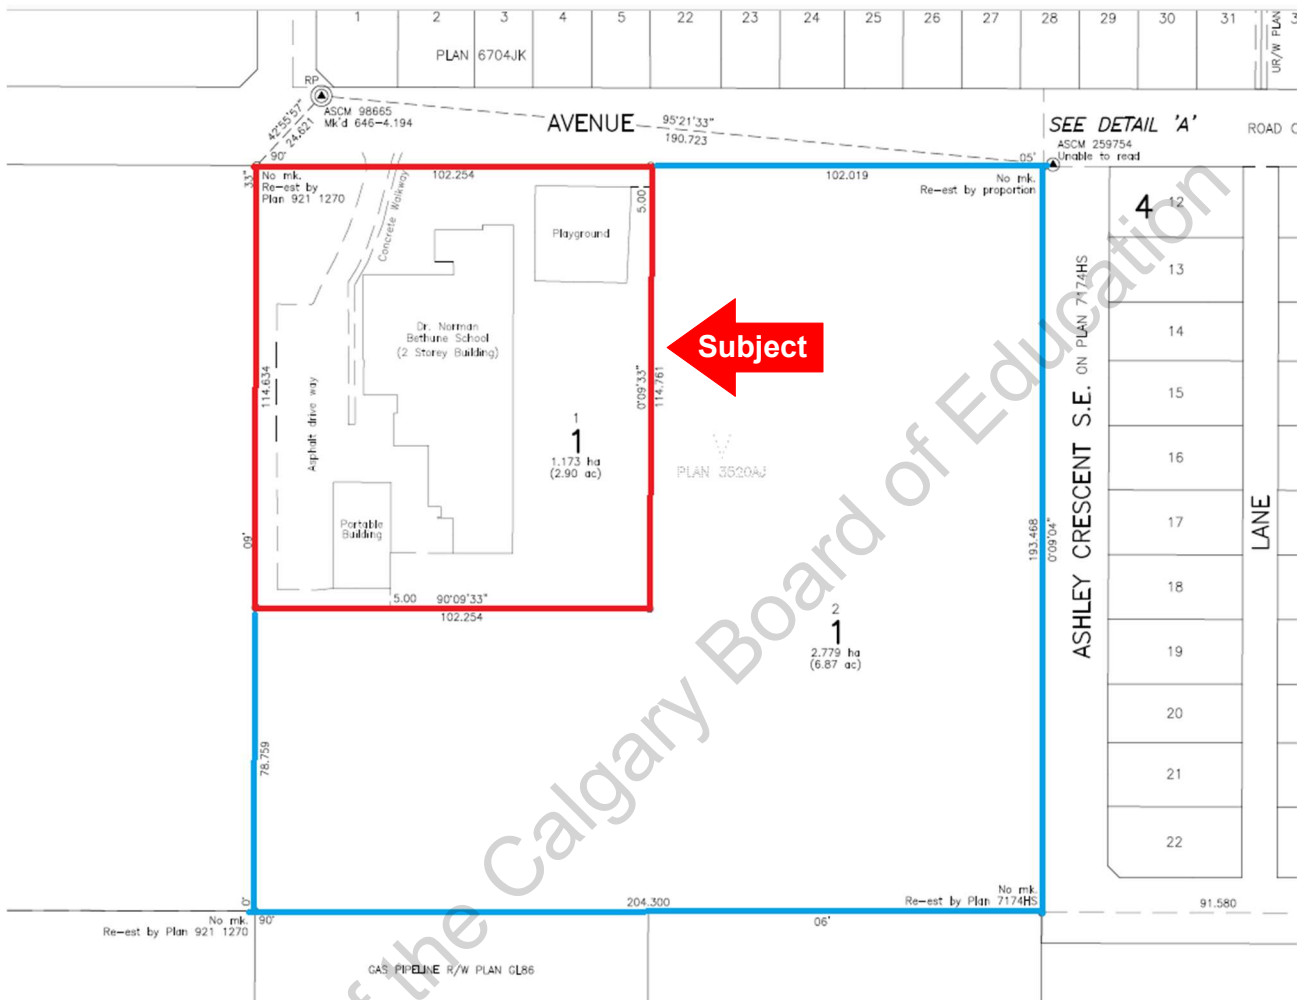 1 2 3 4 5 22 23 24 25 26 27 28 29 30 31 3
PLAN 6704JK
UR/W PLAN
RP
ASCM 98665
Mk'd 646-4.194
42°55'57"
24.621
AVENUE
95°21'33"
190.723
SEE DETAIL 'A'
ROAD
ASCM 259754
Unable to read
90'
05'
33"
No mk.
Re-est by
Plan 921 1270
102.254
102.019
No mk.
Re-est by proportion
Concrete Walkway
5.00
Playground
4
12
13
14
15
16
17
18
19
20
21
22
Dr. Norman
Bethune School
(2 Storey Building)
Subject
114.634
Asphalt drive way
0°09'33"
114.761
1
1
1.173 ha
(2.90 ac)
V
PLAN 3520AJ
Portable
Building
09'
5.00 90°09'33"
102.254
193.468
0°09'04"
ASHLEY CRESCENT S.E. ON PLAN 7174HS
LANE
2
1
2.779 ha
(6.87 ac)
78.759
0'
204.300
No mk.
Re-est by Plan 7174HS
91.580
No mk.
Re-est by Plan 921 1270
90'
06'
GAS PIPELINE R/W PLAN GL86
of the Calgary Board of Education